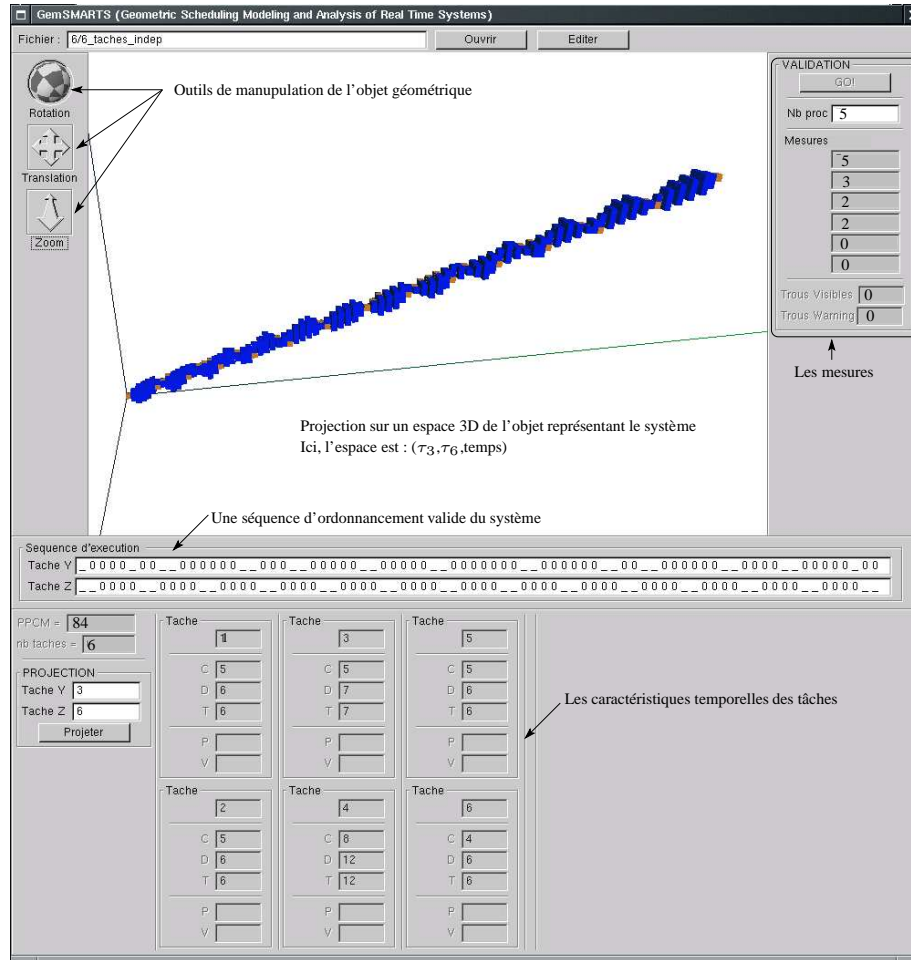 GemSMARTS (Geometric Scheduling Modeling and Analysis of Real Time Systems)
Fichier : 6/6_taches_indep Ouvrir Editer
Outils de manupulation de l'objet géométrique
Rotation
Translation
Zoom
VALIDATION
GO!
Nb proc 5
Mesures
5
3
2
2
0
0
Trous Visibles 0
Trous Warning 0
Les mesures
Projection sur un espace 3D de l'objet représentant le système
Ici, l'espace est : (τ3,τ6,temps)
Une séquence d'ordonnancement valide du système
Sequence d'execution
Tache Y _0000_00__000000__000__00000__00000__0000000__000000__00__000000__0000__00000_00
Tache Z __0000__0000__0000__0000__0000__0000__0000__0000__0000__0000__0000__0000__0000__
PPCM = 84
nb taches = 6
PROJECTION
Tache Y 3
Tache Z 6
Projeter
Tache
1
C 5
D 6
T 6
P
V
Tache
3
C 5
D 7
T 7
P
V
Tache
5
C 5
D 6
T 6
P
V
Les caractéristiques temporelles des tâches
Tache
2
C 5
D 6
T 6
P
V
Tache
4
C 8
D 12
T 12
P
V
Tache
6
C 4
D 6
T 6
P
V